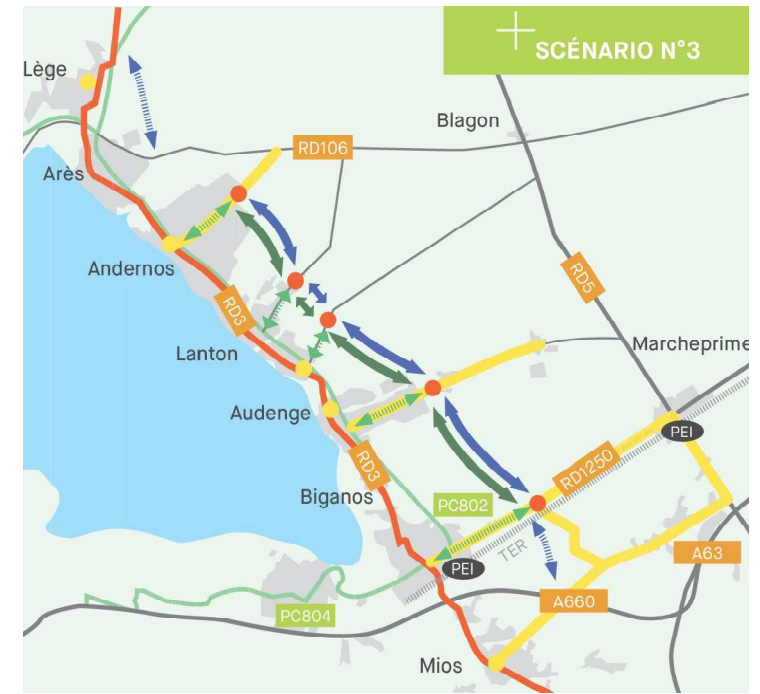 SCÉNARIO N°3
Lège
Blagon
RD106
Arès
Andernos
RD5
RD3
Lanton
Marcheprime
Audenge
PEI
RD3
RD1250
Biganos
PC802
TER
PEI
A63
A660
PC804
Mios